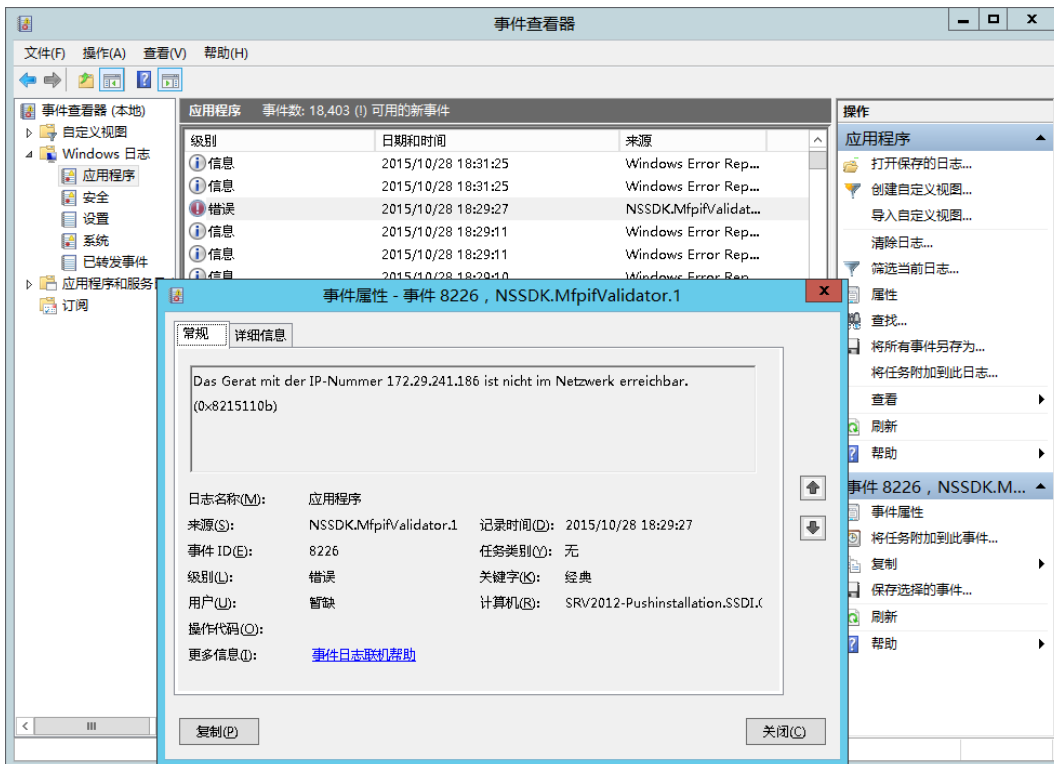 事件查看器
文件(F) 操作(A) 查看(V) 帮助(H)
事件查看器 (本地)
自定义视图
Windows 日志
应用程序
安全
设置
系统
已转发事件
应用程序和服务
订阅
应用程序 事件数: 18,403 (!) 可用的新事件
级别 日期和时间 来源
信息 2015/10/28 18:31:25 Windows Error Rep...
信息 2015/10/28 18:31:25 Windows Error Rep...
错误 2015/10/28 18:29:27 NSSDK.MfpifValidat...
信息 2015/10/28 18:29:11 Windows Error Rep...
信息 2015/10/28 18:29:11 Windows Error Rep...
信息 2015/10/28 18:29:10 Windows Error Rep
事件属性 - 事件 8226，NSSDK.MfpifValidator.1
x
常规 详细信息
Das Gerat mit der IP-Nummer 172.29.241.186 ist nicht im Netzwerk erreichbar.
(0x8215110b)
日志名称(M): 应用程序
来源(S): NSSDK.MfpifValidator.1 记录时间(D): 2015/10/28 18:29:27
事件 ID(E): 8226 任务类别(Y): 无
级别(L): 错误 关键字(K): 经典
用户(U): 暂缺 计算机(R): SRV2012-Pushinstallation.SSDI.(
操作代码(O):
更多信息(I): 事件日志联机帮助
复制(P) 关闭(C)
操作
应用程序
打开保存的日志...
创建自定义视图...
导入自定义视图...
清除日志...
筛选当前日志...
属性
查找...
将所有事件另存为...
将任务附加到此日志...
查看
刷新
帮助
事件 8226，NSSDK.M...
事件属性
将任务附加到此事件...
复制
保存选择的事件...
刷新
帮助